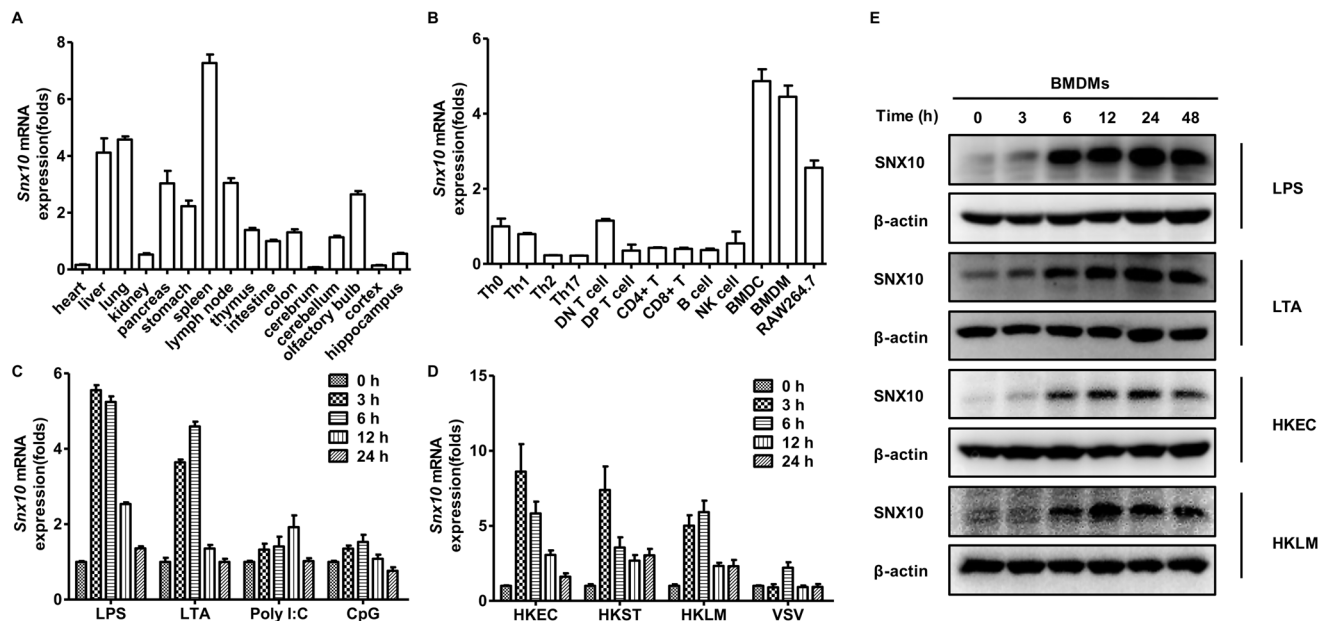 A
Snx10 mRNA
expression(folds)
8
6
4
2
0
heart
liver
lung
kidney
pancreas
stomach
spleen
lymph node
thymus
intestine
colon
cerebrum
cerebellum
olfactory bulb
cortex
hippocampus
B
Snx10 mRNA
expression(folds)
6
4
2
0
Th0
Th1
Th2
Th17
DN T cell
DP T cell
CD4+ T
CD8+ T
B cell
NK cell
BMDC
BMDM
RAW264.7
C
Snx10 mRNA
expression(folds)
6
4
2
0
0 h
3 h
6 h
12 h
24 h
LPS LTA Poly I:C CpG
D
Snx10 mRNA
expression(folds)
15
10
5
0
0 h
3 h
6 h
12 h
24 h
HKEC HKST HKLM VSV
E
BMDMs
Time (h) 0 3 6 12 24 48
SNX10
β-actin
LPS
SNX10
β-actin
LTA
SNX10
β-actin
HKEC
SNX10
β-actin
HKLM